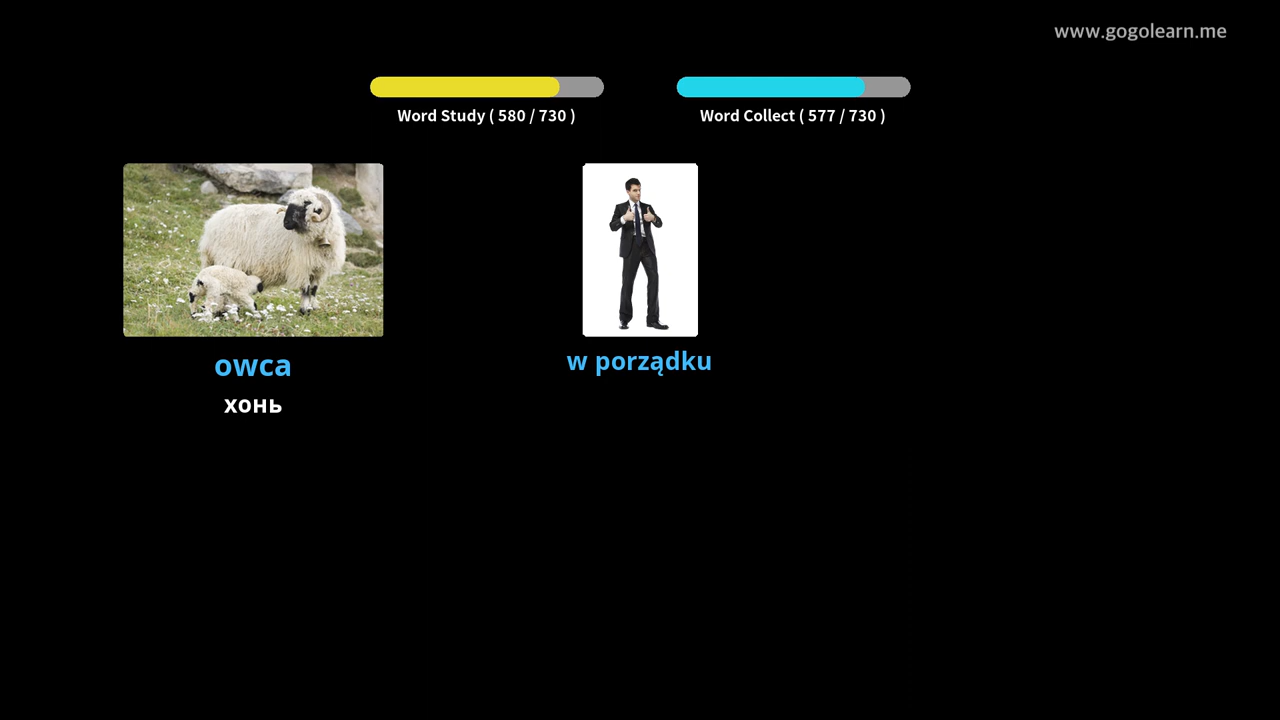 www.gogolearn.me
Word Study ( 580 / 730 )
Word Collect ( 577 / 730 )
owca
хонь
w porządku